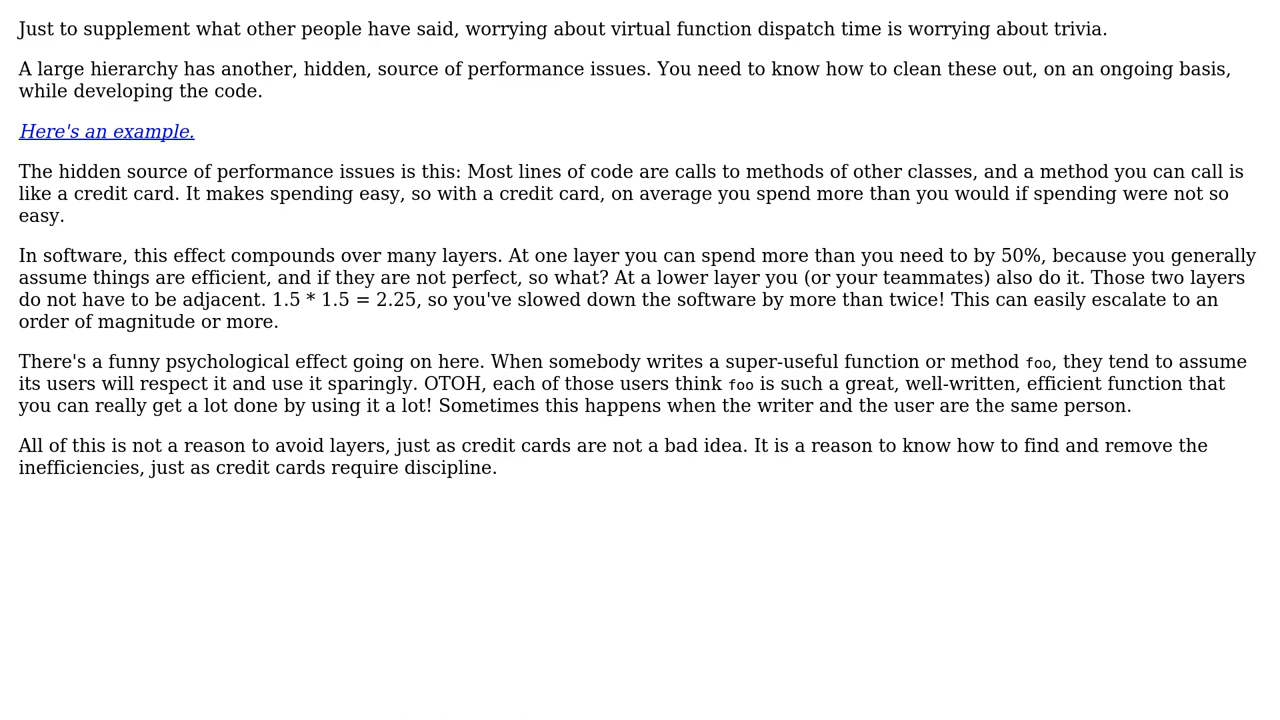 Just to supplement what other people have said, worrying about virtual function dispatch time is worrying about trivia.
A large hierarchy has another, hidden, source of performance issues. You need to know how to clean these out, on an ongoing basis,
while developing the code.
Here's an example.
The hidden source of performance issues is this: Most lines of code are calls to methods of other classes, and a method you can call is
like a credit card. It makes spending easy, so with a credit card, on average you spend more than you would if spending were not so
easy.
In software, this effect compounds over many layers. At one layer you can spend more than you need to by 50%, because you generally
assume things are efficient, and if they are not perfect, so what? At a lower layer you (or your teammates) also do it. Those two layers
do not have to be adjacent. 1.5 * 1.5 = 2.25, so you've slowed down the software by more than twice! This can easily escalate to an
order of magnitude or more.
There's a funny psychological effect going on here. When somebody writes a super-useful function or method foo, they tend to assume
its users will respect it and use it sparingly. OTOH, each of those users think foo is such a great, well-written, efficient function that
you can really get a lot done by using it a lot! Sometimes this happens when the writer and the user are the same person.
All of this is not a reason to avoid layers, just as credit cards are not a bad idea. It is a reason to know how to find and remove the
inefficiencies, just as credit cards require discipline.